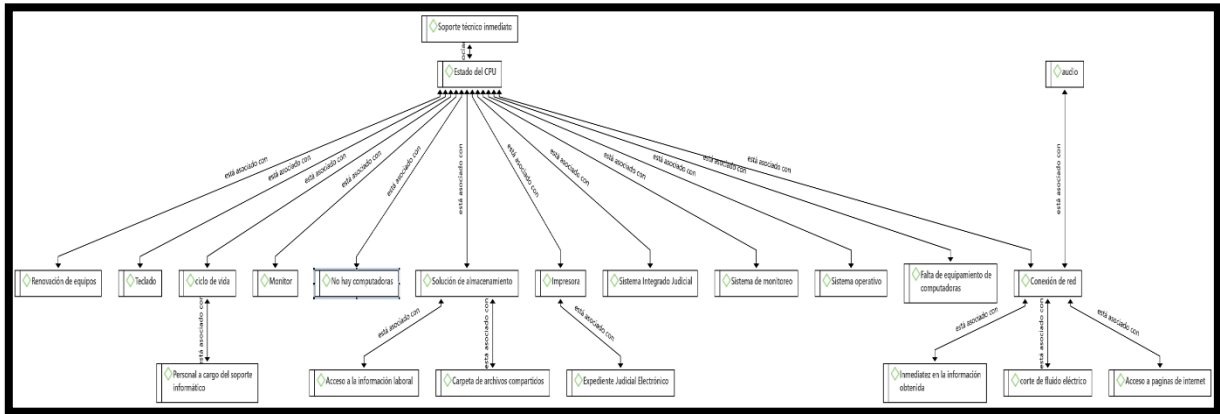 Soporte técnico inmediato
Estado del CPU
audio
está asociado con
está asociado con
está asociado con
está asociado con
está asociado con
está asociado con
está asociado con
está asociado con
está asociado con
está asociado con
está asociado con
está asociado con
está asociado con
Renovación de equipos
Teclado
ciclo de vida
Monitor
No hay computadoras
Solución de almacenamiento
Impresora
Sistema Integrado Judicial
Sistema de monitoreo
Sistema operativo
Falta de equipamiento de
computadoras
Conexión de red
está asociado con
está asociado con
está asociado con
está asociado con
está asociado con
está asociado con
está asociado con
Personal a cargo del soporte
informático
Acceso a la información laboral
Carpeta de archivos compartidos
Expediente Judicial Electrónico
Inmediatez en la información
obtenida
corte de fluido eléctrico
Acceso a paginas de internet